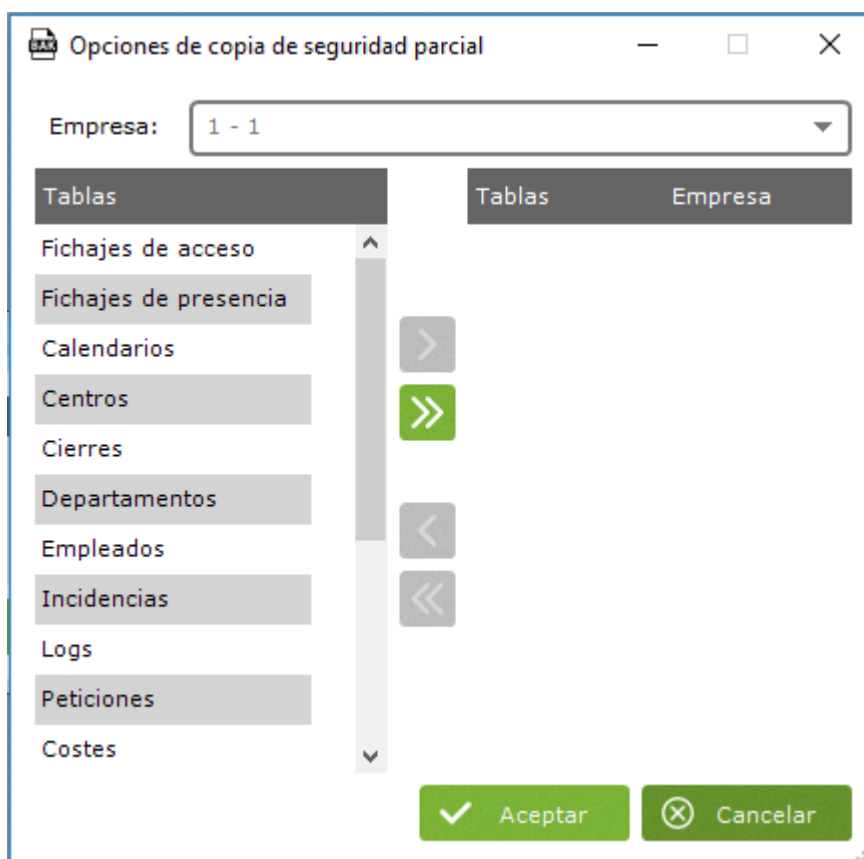 BAK Opciones de copia de seguridad parcial
Empresa: 1 - 1
Tablas
Tablas Empresa
Fichajes de acceso
Fichajes de presencia
Calendarios
Centros
Cierres
Departamentos
Empleados
Incidencias
Logs
Peticiones
Costes
Aceptar Cancelar